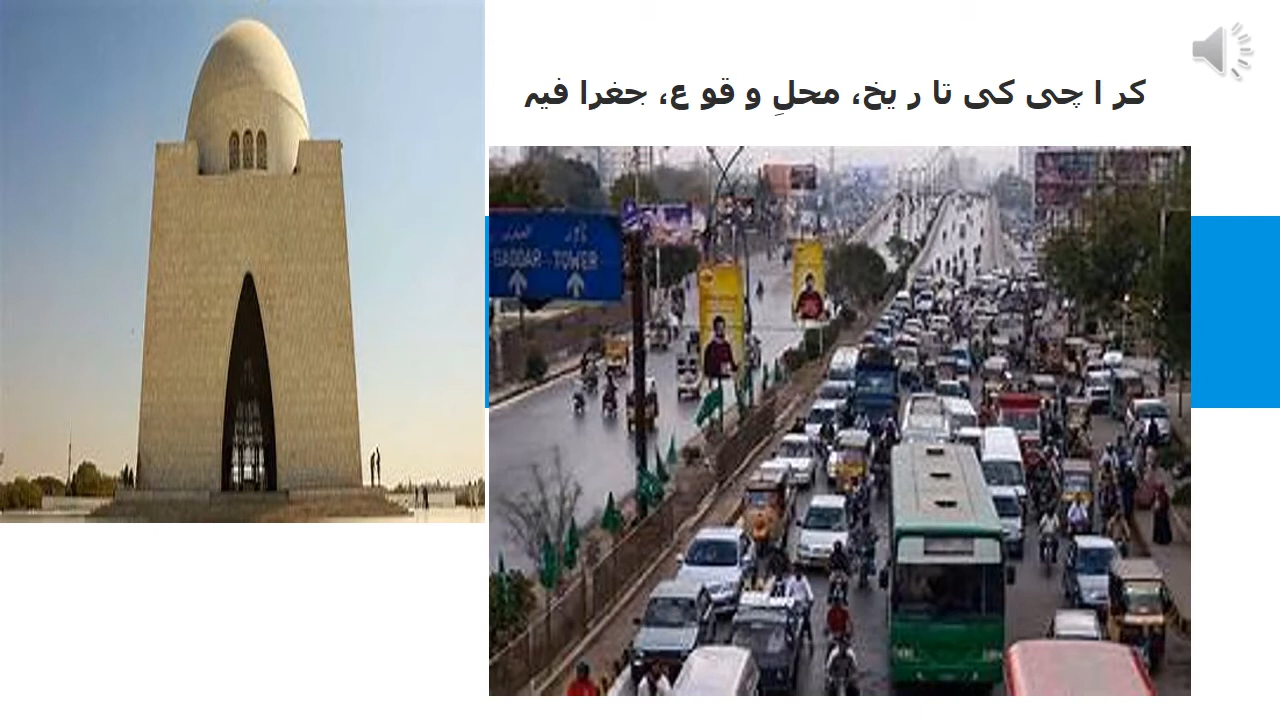 کر ا چی کی تا ر یخ، محلِ و قو ع، جغرا فیہ
SADDAR TOWER